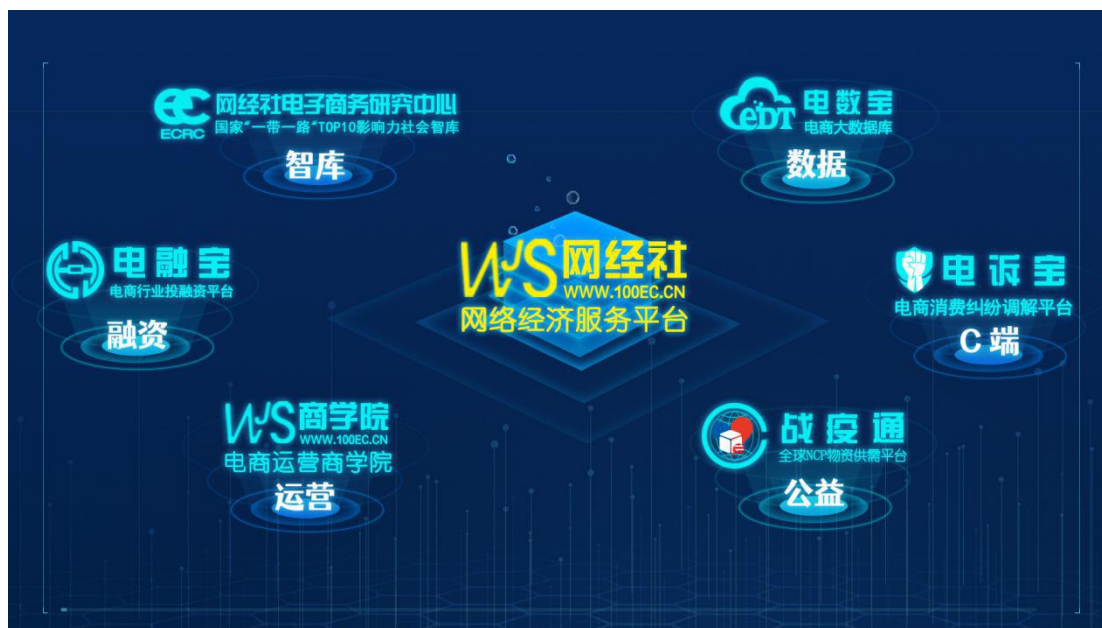 网经社电子商务研究中心
ECRC
国家“一带一路”TOP10影响力社会智库
智库
eDT
电数宝
电商大数据库
数据
电融宝
电商行业投融资平台
融资
WJS网经社
WWW.100EC.CN
网络经济服务平台
电诉宝
电商消费纠纷调解平台
C端
WJS商学院
WWW.100EC.CN
电商运营商学院
运营
战疫通
全球NCP物资供需平台
公益